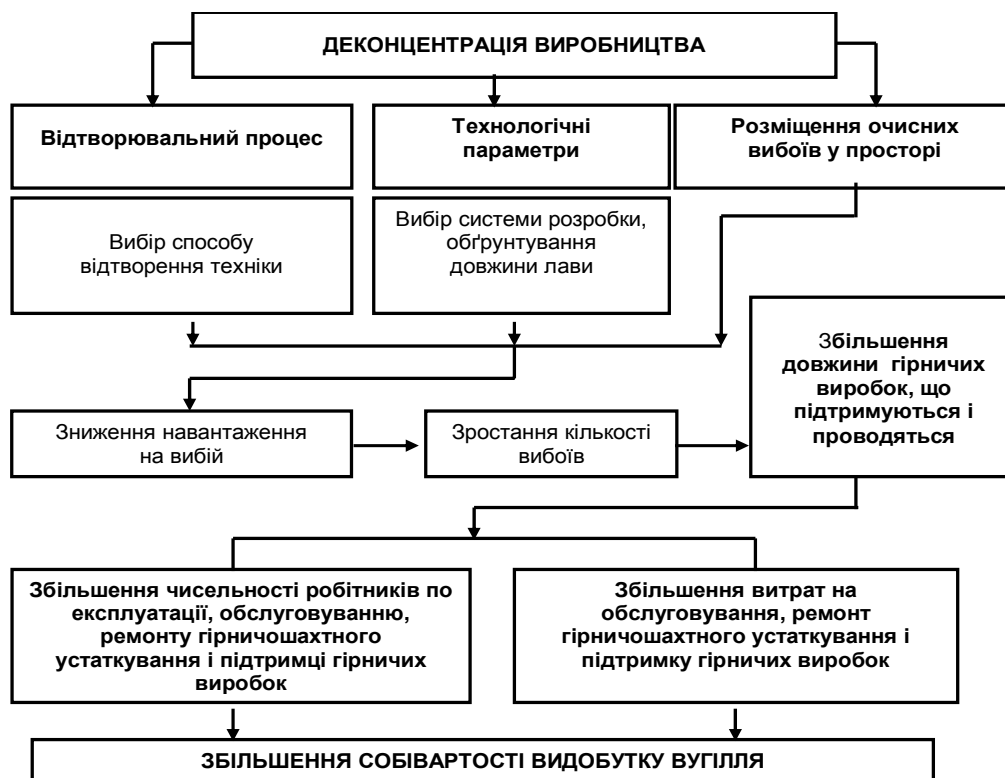 ДЕКОНЦЕНТРАЦІЯ ВИРОБНИЦТВА
Відтворювальний процес
Технологічні
параметри
Розміщення очисних
вибоїв у просторі
Вибір способу
відтворення техніки
Вибір системи розробки,
обґрунтування
довжини лави
Збільшення
довжини гірничих
виробок, що
підтримуються і
проводяться
Зниження навантаження
на вибій
Зростання кількості
вибоїв
Збільшення чисельності робітників по
експлуатації, обслуговуванню,
ремонту гірничошахтного
устаткування і підтримці гірничих
виробок
Збільшення витрат на
обслуговування, ремонт
гірничошахтного устаткування і
підтримку гірничих виробок
ЗБІЛЬШЕННЯ СОБІВАРТОСТІ ВИДОБУТКУ ВУГІЛЛЯ